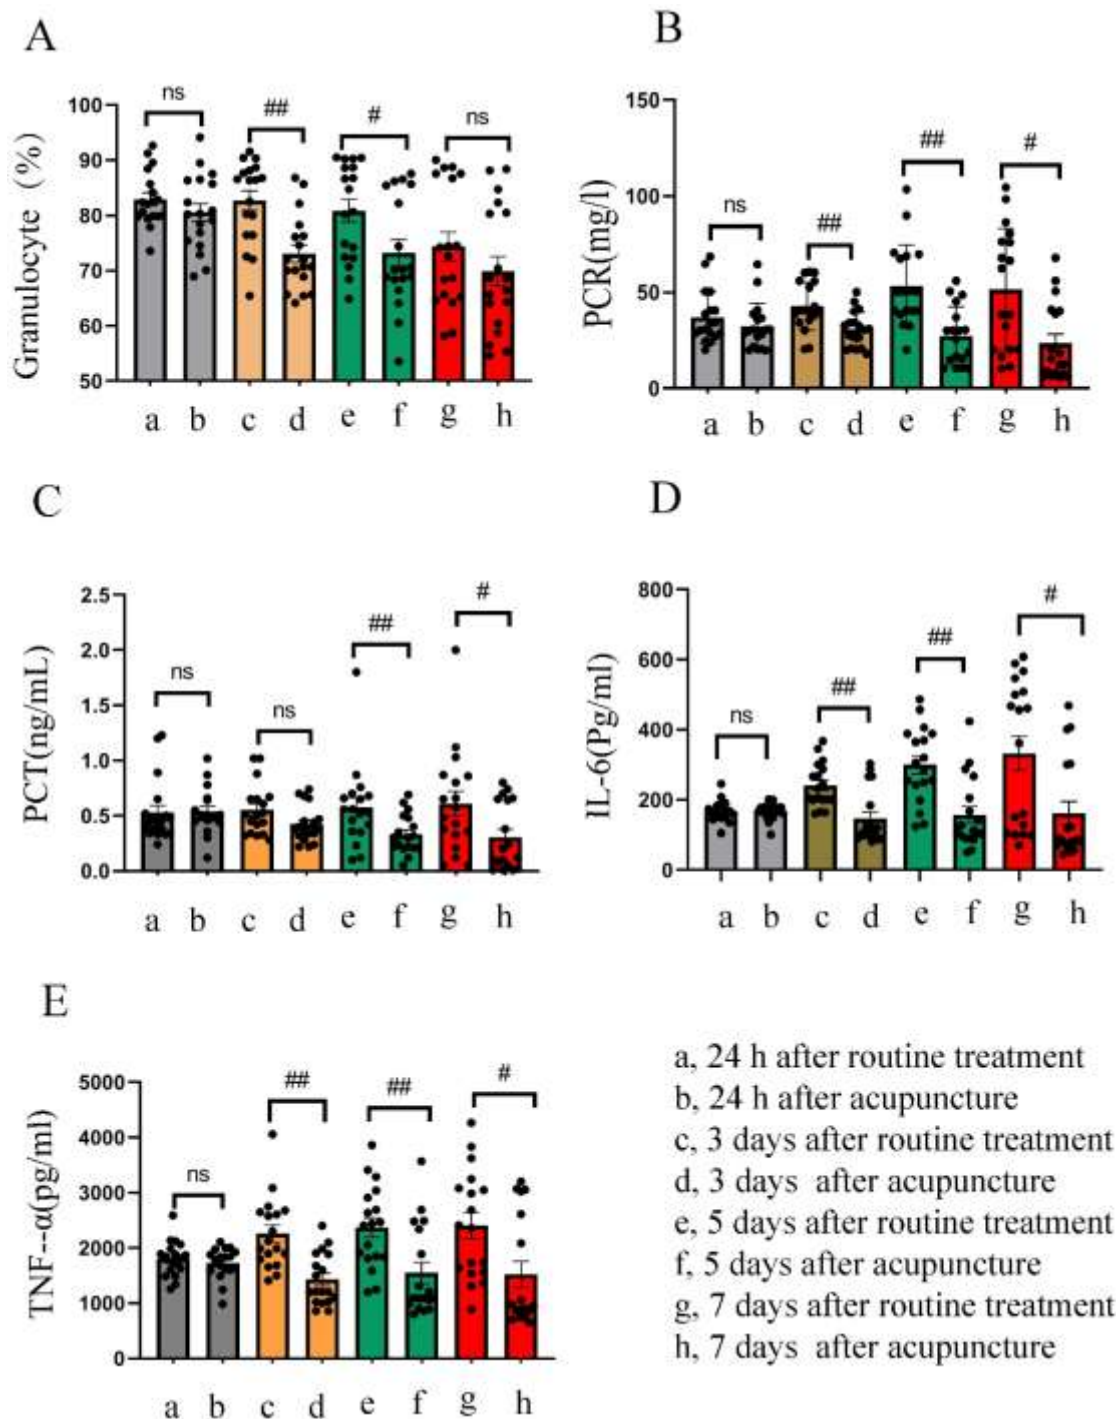 A
Granulocyte (%)
100
90
80
70
60
50
ns
##
#
ns
a b c d e f g h
B
PCR(mg/l)
150
100
50
0
ns
##
##
#
a b c d e f g h
C
PCT(ng/mL)
2.5
2.0
1.5
1.0
0.5
0.0
ns
ns
##
#
a b c d e f g h
D
IL-6(Pg/ml)
800
600
400
200
0
ns
##
##
#
a b c d e f g h
E
TNF--α(pg/ml)
5000
4000
3000
2000
1000
0
ns
##
##
#
a b c d e f g h
a, 24 h after routine treatment
b, 24 h after acupuncture
c, 3 days after routine treatment
d, 3 days after acupuncture
e, 5 days after routine treatment
f, 5 days after acupuncture
g, 7 days after routine treatment
h, 7 days after acupuncture